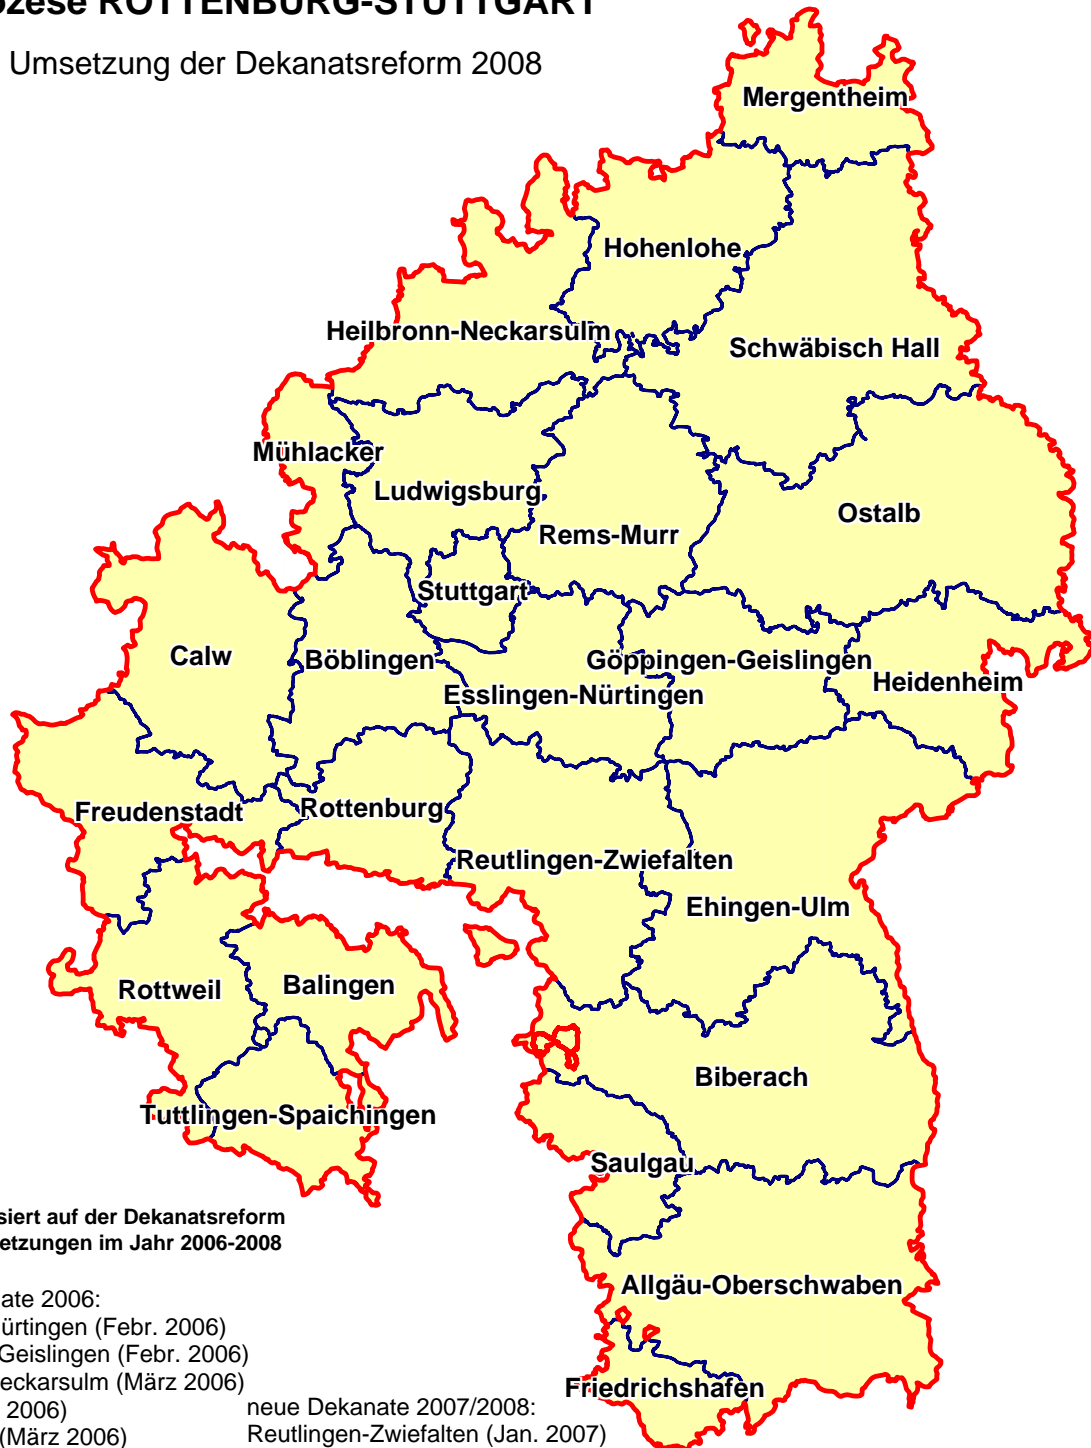 ROTTENBURG-STUTTGART
Umsetzung der Dekanatsreform 2008
Mergentheim
Hohenlohe
Heilbronn-Neckarsulm
Schwäbisch Hall
Mühlacker
Ludwigsburg
Ostalb
Rems-Murr
Stuttgart
Calw
Böblingen
Göppingen-Geislingen
Heidenheim
Esslingen-Nürtingen
Freudenstadt
Rottenburg
Reutlingen-Zwiefalten
Ehingen-Ulm
Rottweil
Balingen
Biberach
Tuttlingen-Spaichingen
Saulgau
siert auf der Dekanatsreform
etzungen im Jahr 2006-2008
Allgäu-Oberschwaben
ate 2006:
ürtingen (Febr. 2006)
Geislingen (Febr. 2006)
eckarsulm (März 2006)
Friedrichshafen
2006)
(März 2006)
neue Dekanate 2007/2008:
Reutlingen-Zwiefalten (Jan. 2007)